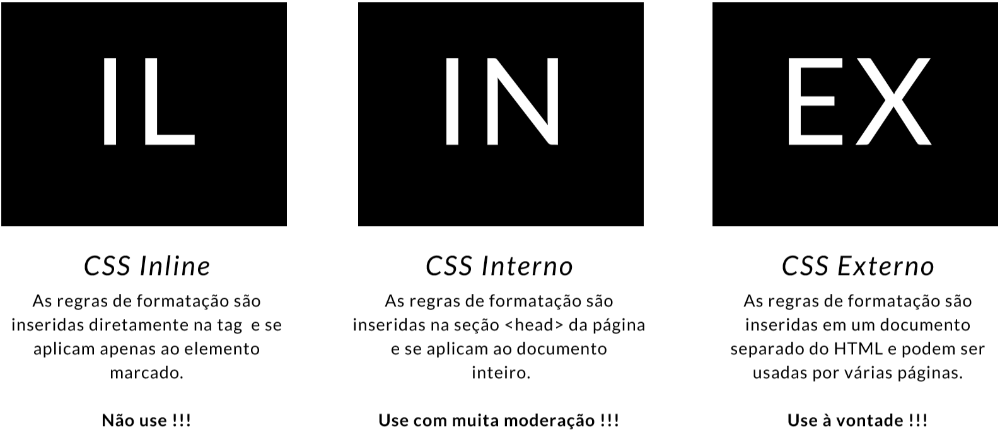 IL
CSS Inline
As regras de formatação são
inseridas diretamente na tag e se
aplicam apenas ao elemento
marcado.
Não use !!!
IN
CSS Interno
As regras de formatação são
inseridas na seção <head> da página
e se aplicam ao documento
inteiro.
Use com muita moderação !!!
EX
CSS Externo
As regras de formatação são
inseridas em um documento
separado do HTML e podem ser
usadas por várias páginas.
Use à vontade !!!